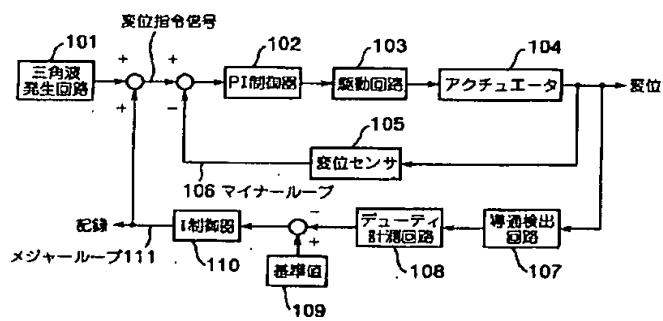 変位指令信号
101
102
103
104
三角波
発生回路
+
+
+
−
PI制御器
駆動回路
アクチュエータ
変位
105
変位センサ
106 マイナーループ
記録
I制御器
−
+
デューティ
計測回路
導通検出
回路
メジャーループ111
110
基準値
108
107
109